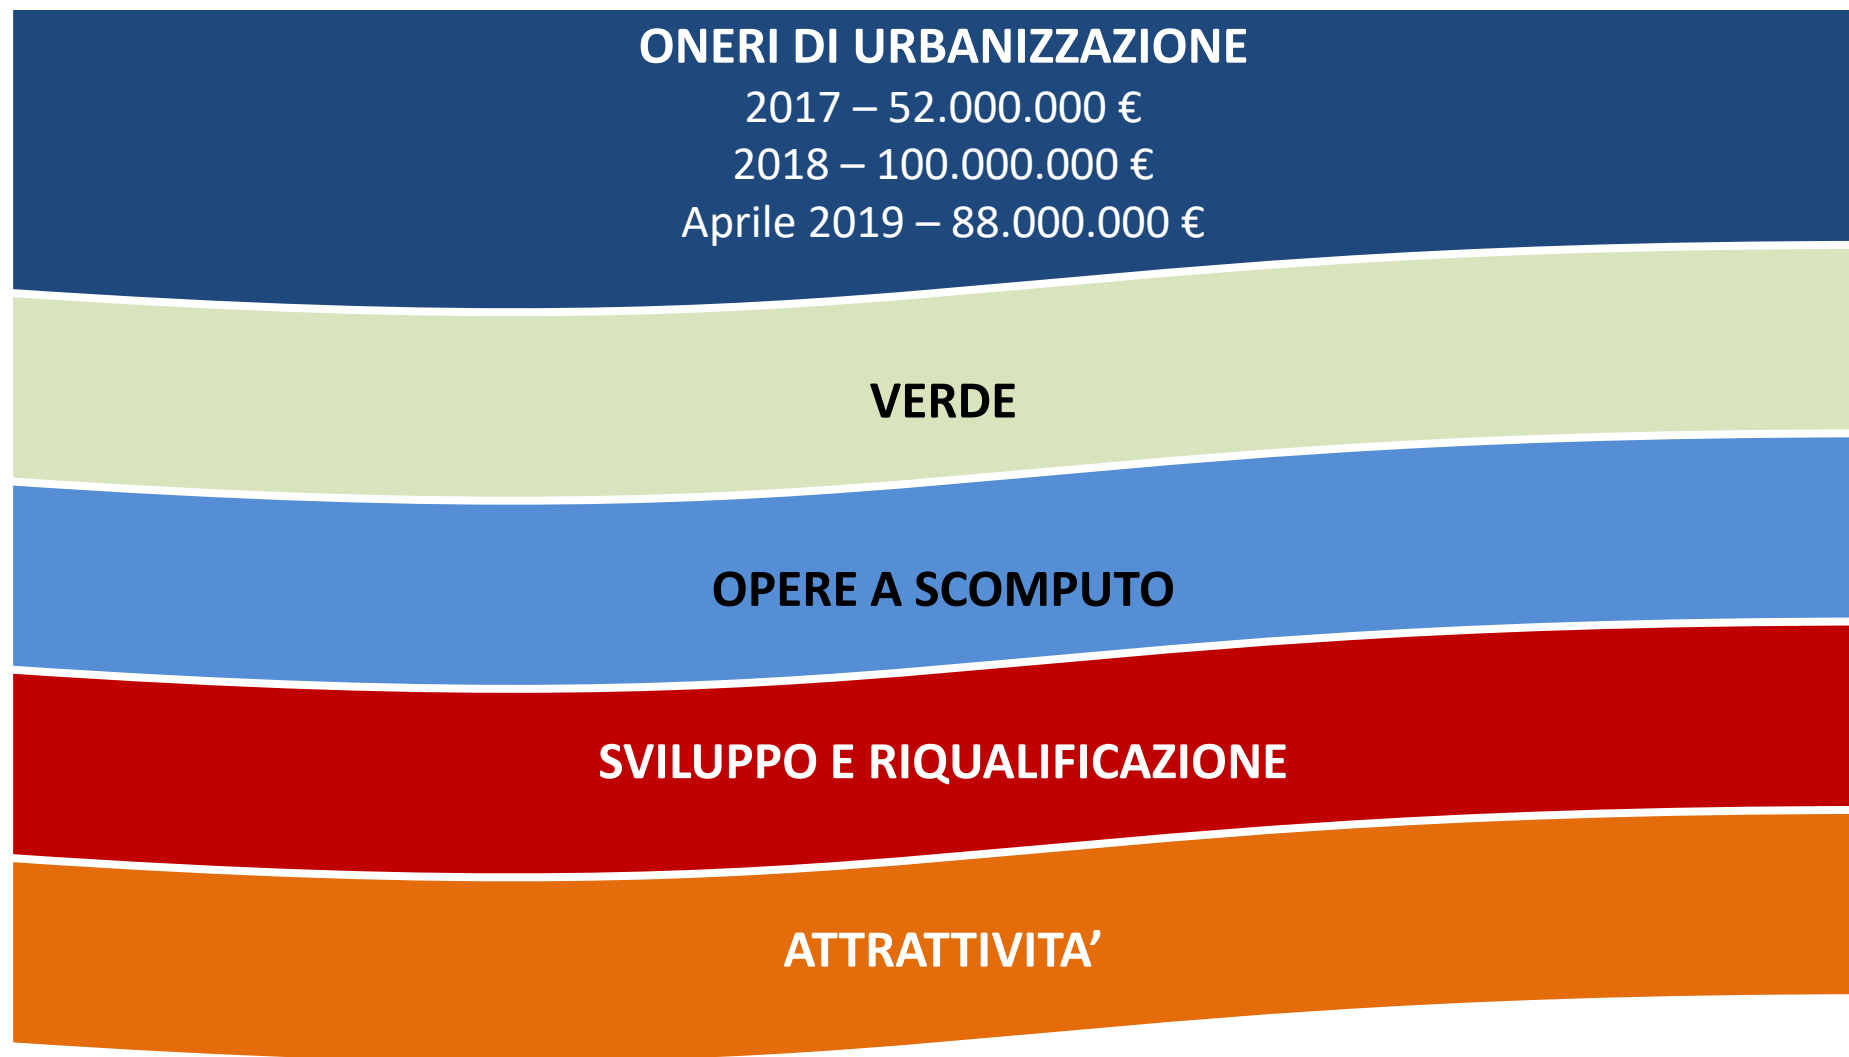 ONERI DI URBANIZZAZIONE
2017 – 52.000.000 €
2018 – 100.000.000 €
Aprile 2019 – 88.000.000 €
VERDE
OPERE A SCOMPUTO
SVILUPPO E RIQUALIFICAZIONE
ATTRATTIVITA’